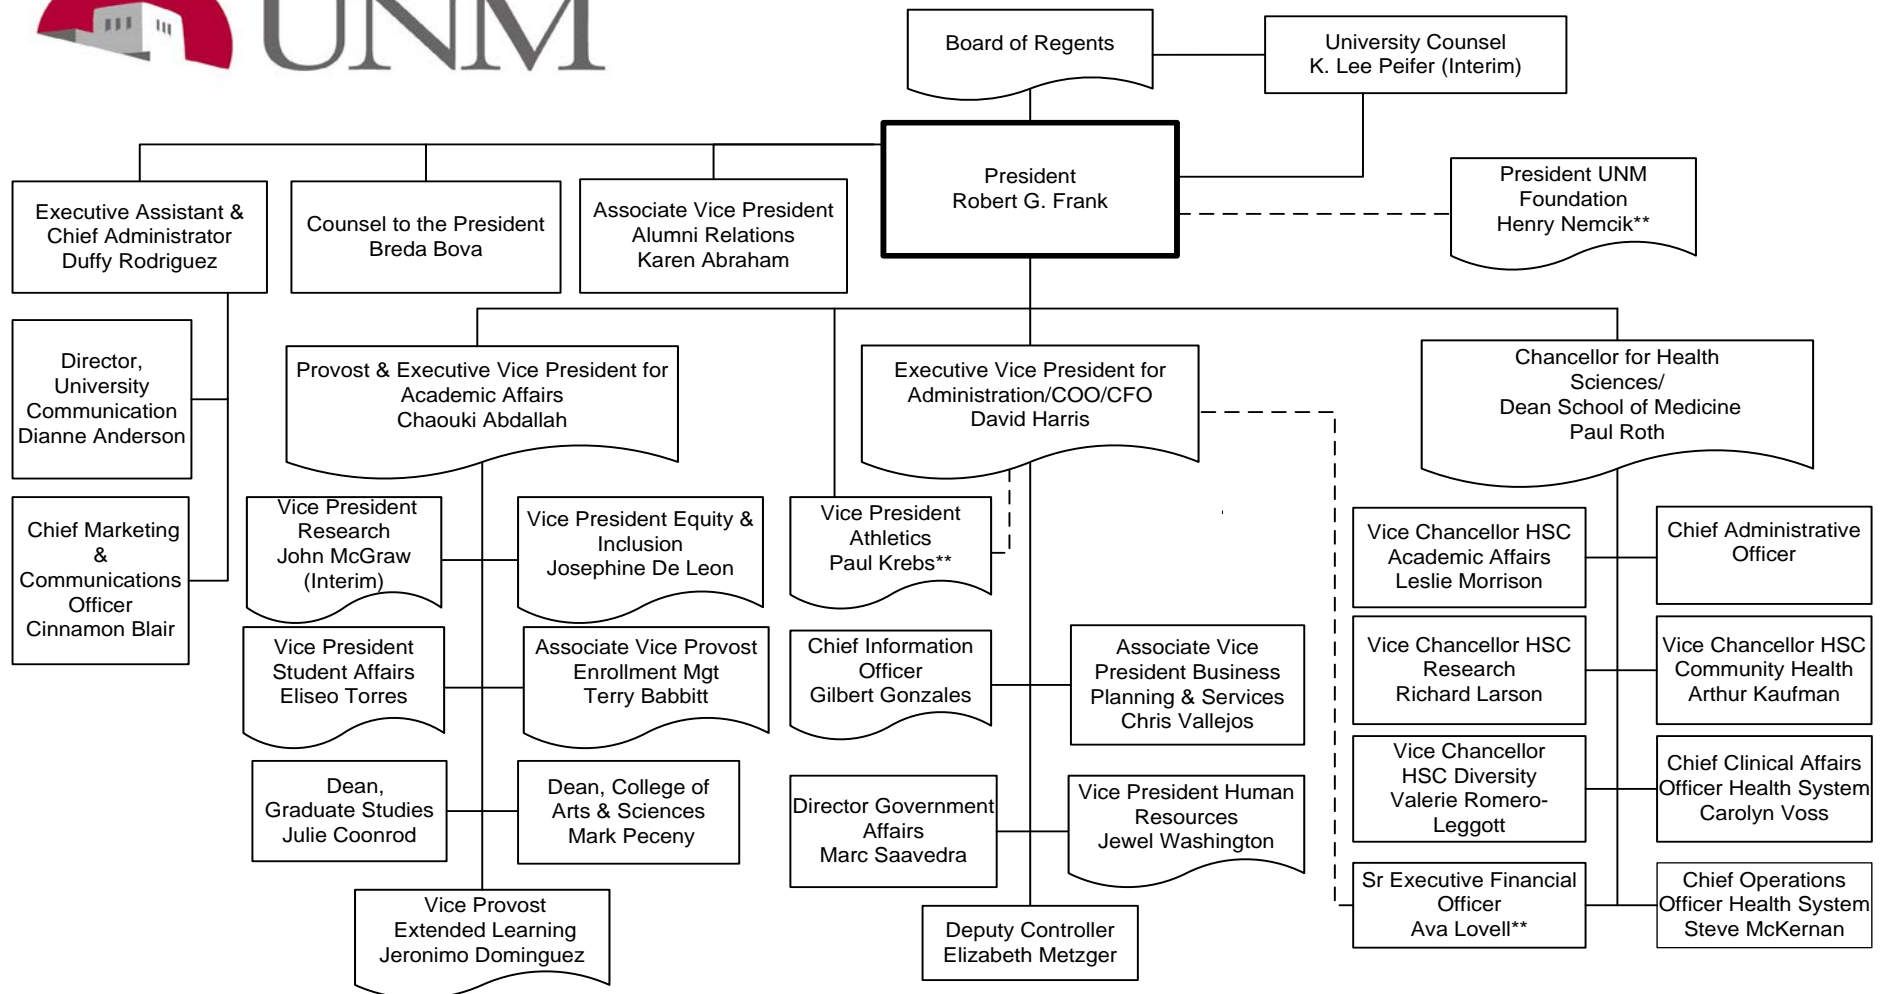 UNM
Board of Regents
University Counsel
K. Lee Peifer (Interim)
President
Robert G. Frank
President UNM
Foundation
Henry Nemcik**
Executive Assistant &
Chief Administrator
Duffy Rodriguez
Counsel to the President
Breda Bova
Associate Vice President
Alumni Relations
Karen Abraham
Director,
University
Communication
Dianne Anderson
Chief Marketing
&
Communications
Officer
Cinnamon Blair
Provost & Executive Vice President for
Academic Affairs
Chaouki Abdallah
Executive Vice President for
Administration/COO/CFO
David Harris
Chancellor for Health
Sciences/
Dean School of Medicine
Paul Roth
Vice President
Research
John McGraw
(Interim)
Vice President Equity &
Inclusion
Josephine De Leon
Vice President
Student Affairs
Eliseo Torres
Associate Vice Provost
Enrollment Mgt
Terry Babbitt
Dean,
Graduate Studies
Julie Coonrod
Dean, College of
Arts & Sciences
Mark Peceny
Vice Provost
Extended Learning
Jeronimo Dominguez
Vice President
Athletics
Paul Krebs**
Chief Information
Officer
Gilbert Gonzales
Associate Vice
President Business
Planning & Services
Chris Vallejos
Director Government
Affairs
Marc Saavedra
Vice President Human
Resources
Jewel Washington
Deputy Controller
Elizabeth Metzger
Vice Chancellor HSC
Academic Affairs
Leslie Morrison
Chief Administrative
Officer
Vice Chancellor HSC
Research
Richard Larson
Vice Chancellor HSC
Community Health
Arthur Kaufman
Vice Chancellor
HSC Diversity
Valerie Romero-
Leggott
Chief Clinical Affairs
Officer Health System
Carolyn Voss
Sr Executive Financial
Officer
Ava Lovell**
Chief Operations
Officer Health System
Steve McKernan